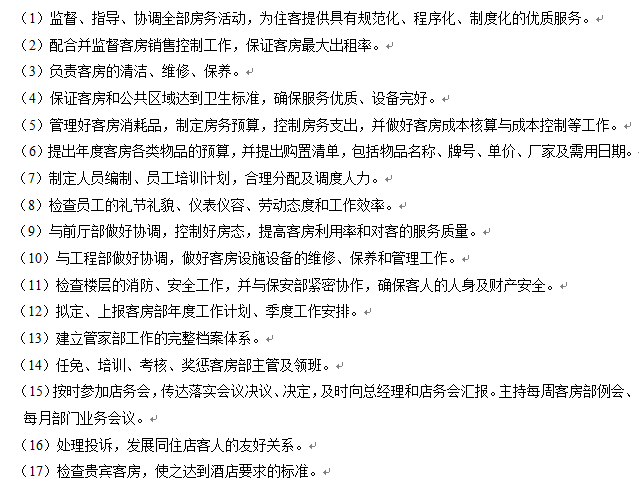 （1）监督、指导、协调全部房务活动，为住客提供具有规范化、程序化、制度化的优质服务。
（2）配合并监督客房销售控制工作，保证客房最大出租率。
（3）负责客房的清洁、维修、保养。
（4）保证客房和公共区域达到卫生标准，确保服务优质、设备完好。
（5）管理好客房消耗品，制定房务预算，控制房务支出，并做好客房成本核算与成本控制等工作。
（6）提出年度客房各类物品的预算，并提出购置清单，包括物品名称、牌号、单价、厂家及需用日期。
（7）制定人员编制、员工培训计划，合理分配及调度人力。
（8）检查员工的礼节礼貌、仪表仪容、劳动态度和工作效率。
（9）与前厅部做好协调，控制好房态，提高客房利用率和对客的服务质量。
（10）与工程部做好协调，做好客房设施设备的维修、保养和管理工作。
（11）检查楼层的消防、安全工作，并与保安部紧密协作，确保客人的人身及财产安全。
（12）拟定、上报客房部年度工作计划、季度工作安排。
（13）建立管家部工作的完整档案体系。
（14）任免、培训、考核、奖惩客房部主管及领班。
（15）按时参加店务会，传达落实会议决议、决定，及时向总经理和店务会汇报。主持每周客房部例会、
每月部门业务会议。
（16）处理投诉，发展同住店客人的友好关系。
（17）检查贵宾客房，使之达到酒店要求的标准。